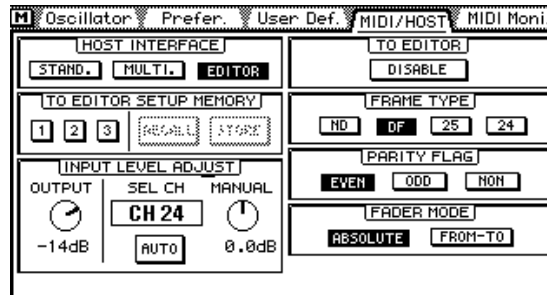 M Oscillator Prefer. User Def. MIDI/HOST MIDI Moni.
HOST INTERFACE
STAND. MULTI. EDITOR
TO EDITOR SETUP MEMORY
1 2 3 RECALL STORE
INPUT LEVEL ADJUST
OUTPUT SEL CH MANUAL
CH 24
-14dB AUTO 0.0dB
TO EDITOR
DISABLE
FRAME TYPE
ND DF 25 24
PARITY FLAG
EVEN ODD NON
FADER MODE
ABSOLUTE FROM-TO